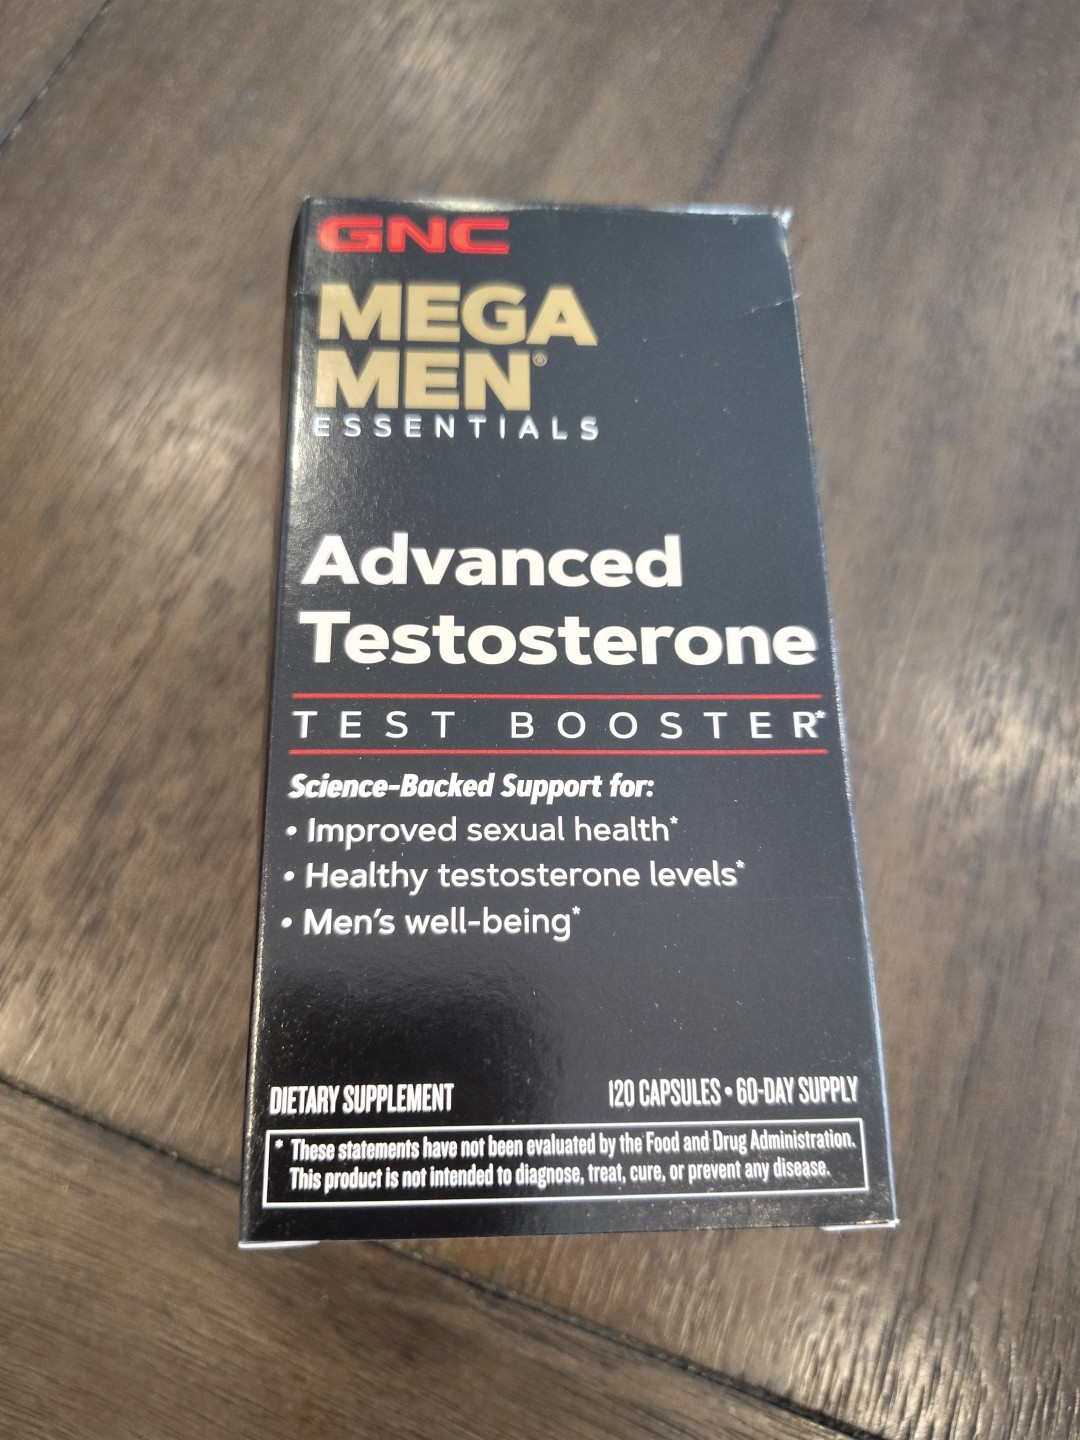 GNC
MEGA
MEN®
ESSENTIALS
Advanced
Testosterone
TEST BOOSTER*
Science-Backed Support for:
• Improved sexual health*
• Healthy testosterone levels*
• Men's well-being*
DIETARY SUPPLEMENT
120 CAPSULES • 60-DAY SUPPLY
* These statements have not been evaluated by the Food and Drug Administration.
This product is not intended to diagnose, treat, cure, or prevent any disease.